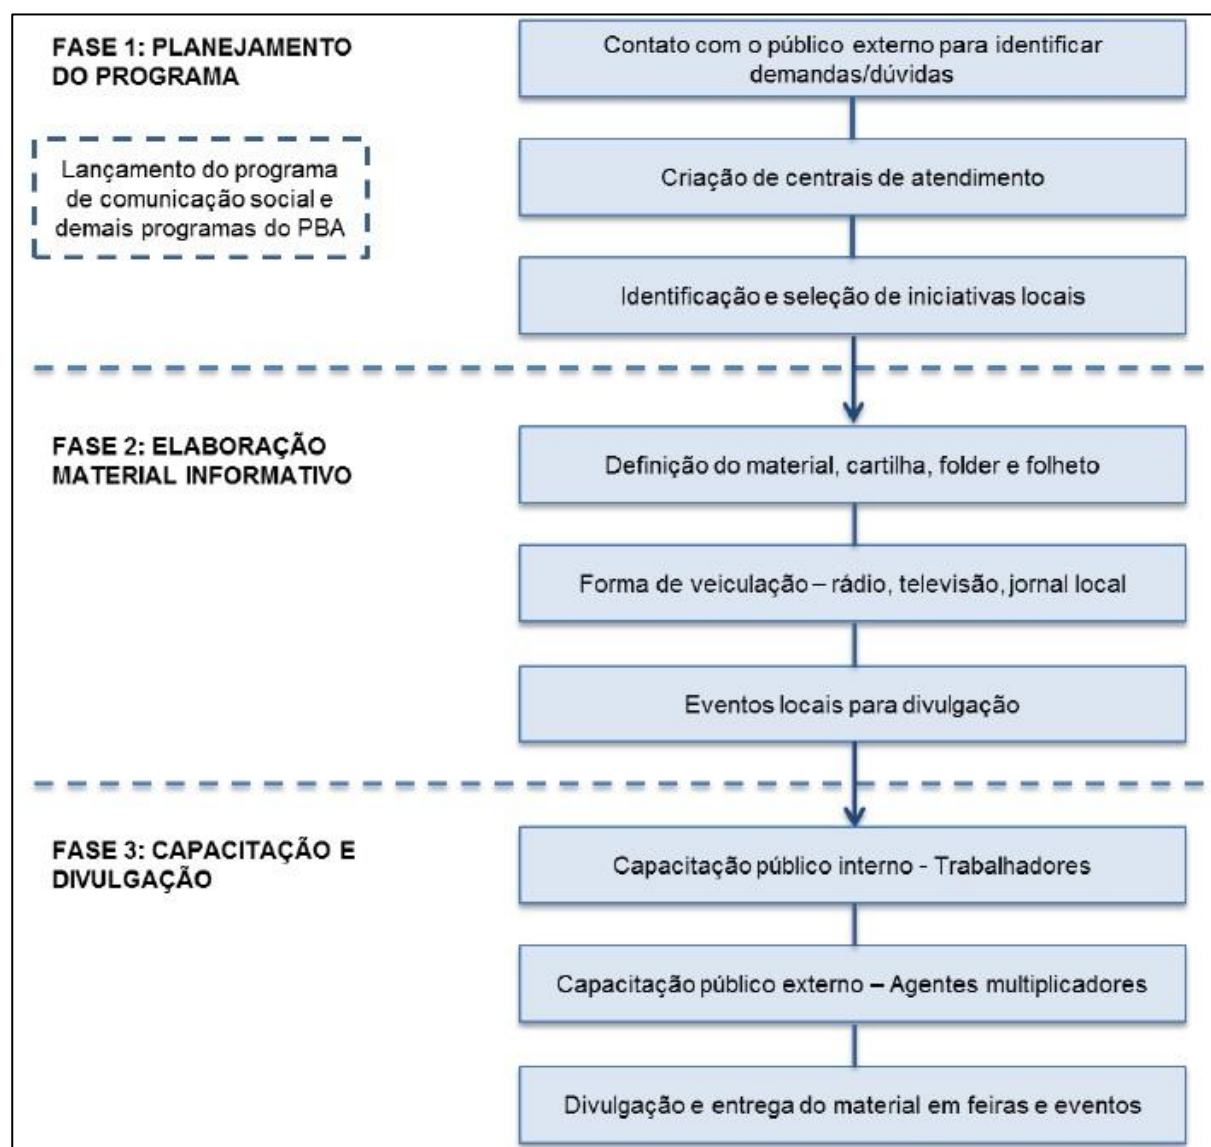 FASE 1: PLANEJAMENTO
DO PROGRAMA
Lançamento do programa
de comunicação social e
demais programas do PBA
Contato com o público externo para identificar
demandas/dúvidas
Criação de centrais de atendimento
Identificação e seleção de iniciativas locais
FASE 2: ELABORAÇÃO
MATERIAL INFORMATIVO
Definição do material, cartilha, folder e folheto
Forma de veiculação – rádio, televisão, jornal local
Eventos locais para divulgação
FASE 3: CAPACITAÇÃO E
DIVULGAÇÃO
Capacitação público interno - Trabalhadores
Capacitação público externo – Agentes multiplicadores
Divulgação e entrega do material em feiras e eventos